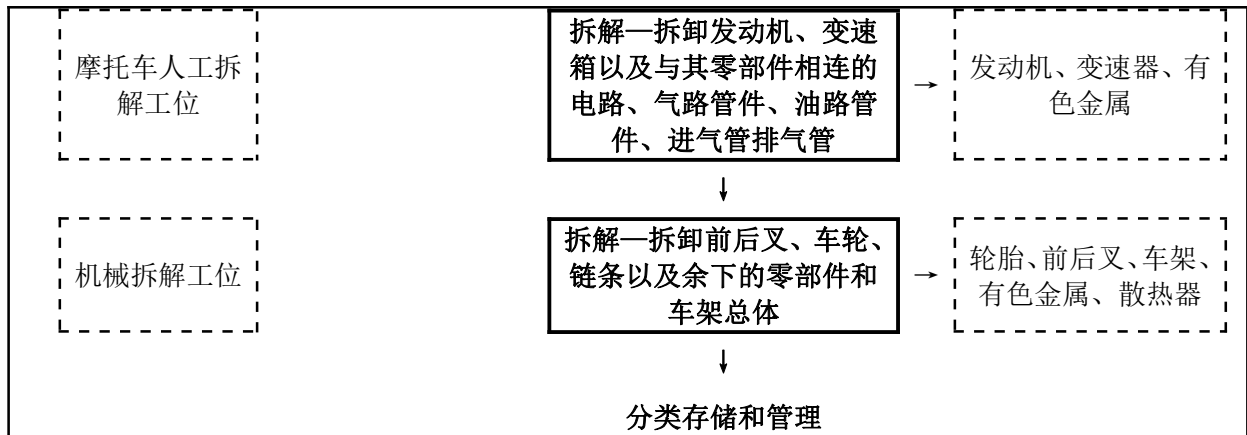 摩托车人工拆
解工位
拆解—拆卸发动机、变速
箱以及与其零部件相连的
电路、气路管件、油路管
件、进气管排气管
→
发动机、变速器、有
色金属
↓
机械拆解工位
拆解—拆卸前后叉、车轮、
链条以及余下的零部件和
车架总体
→
轮胎、前后叉、车架、
有色金属、散热器
↓
分类存储和管理